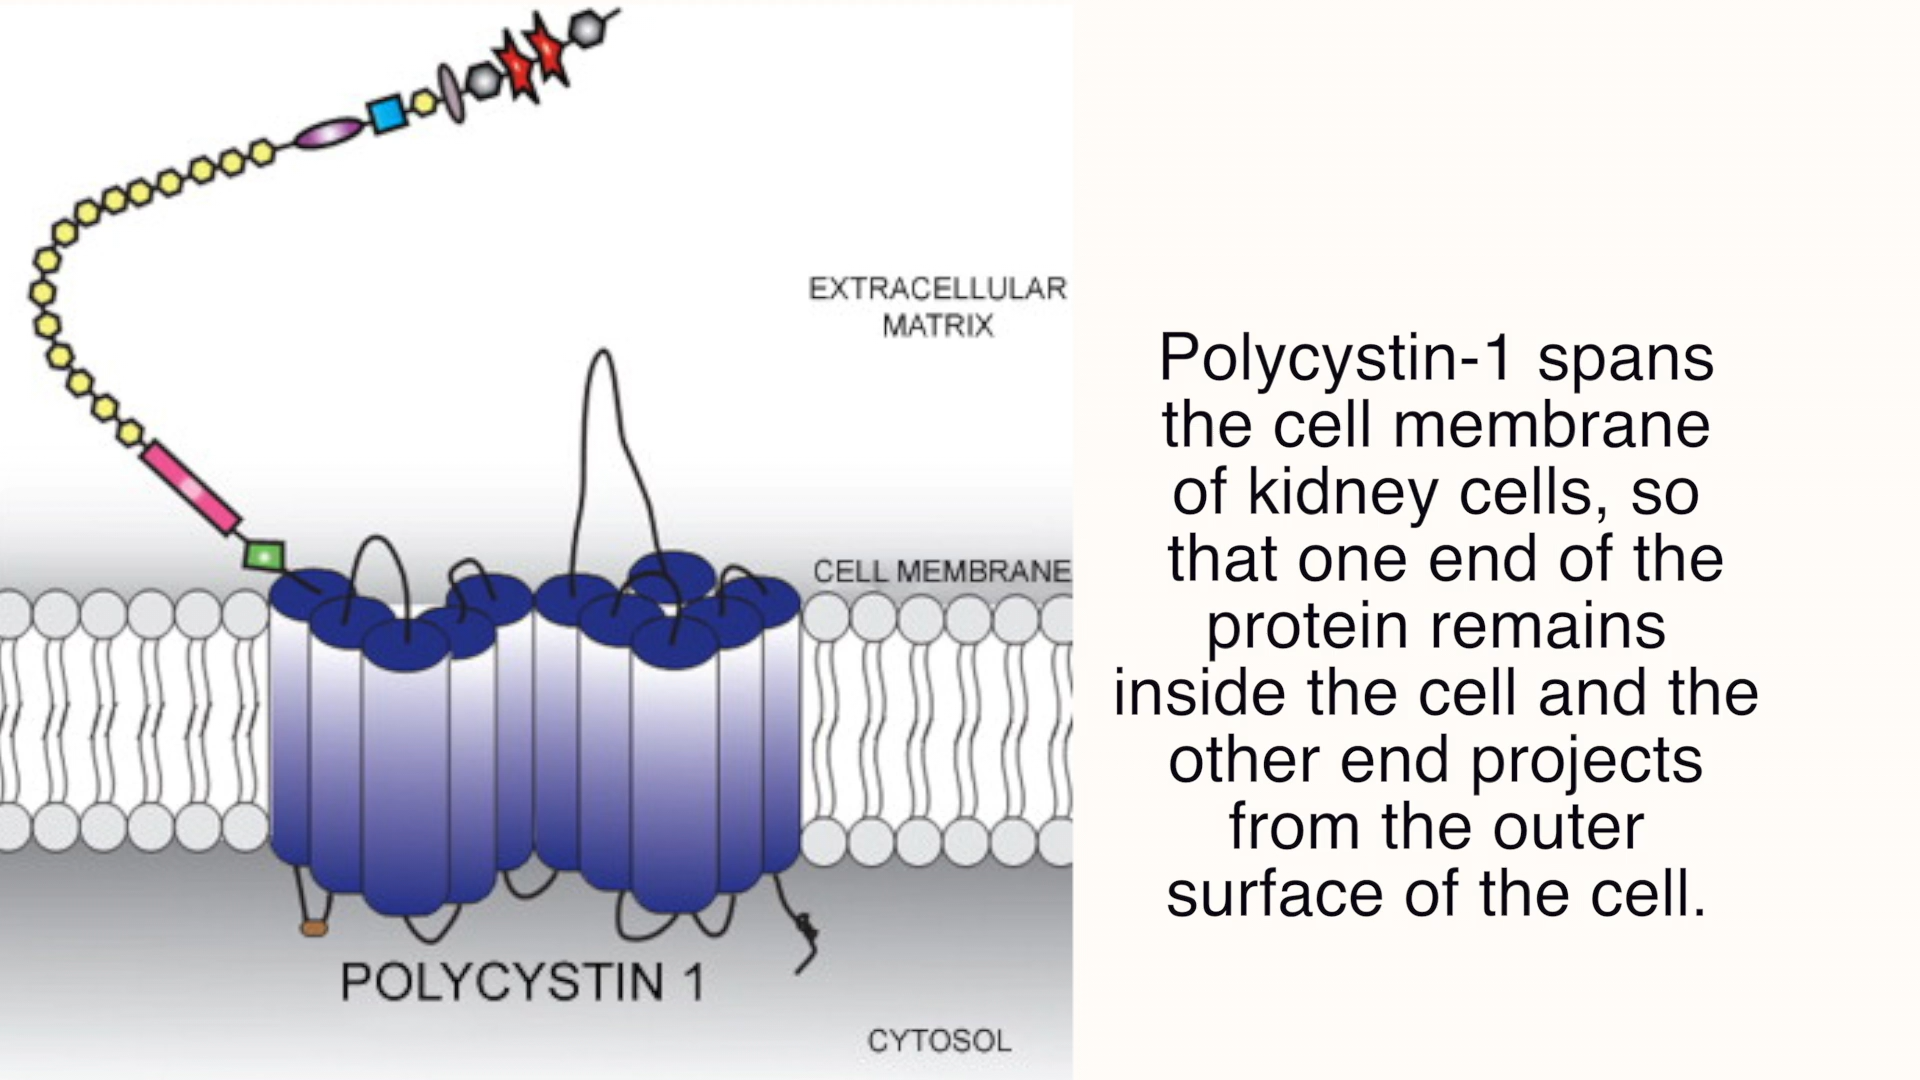 EXTRACELLULAR
MATRIX
CELL MEMBRANE
POLYCYSTIN 1
CYTOSOL
Polycystin-1 spans
the cell membrane
of kidney cells, so
that one end of the
protein remains
inside the cell and the
other end projects
from the outer
surface of the cell.